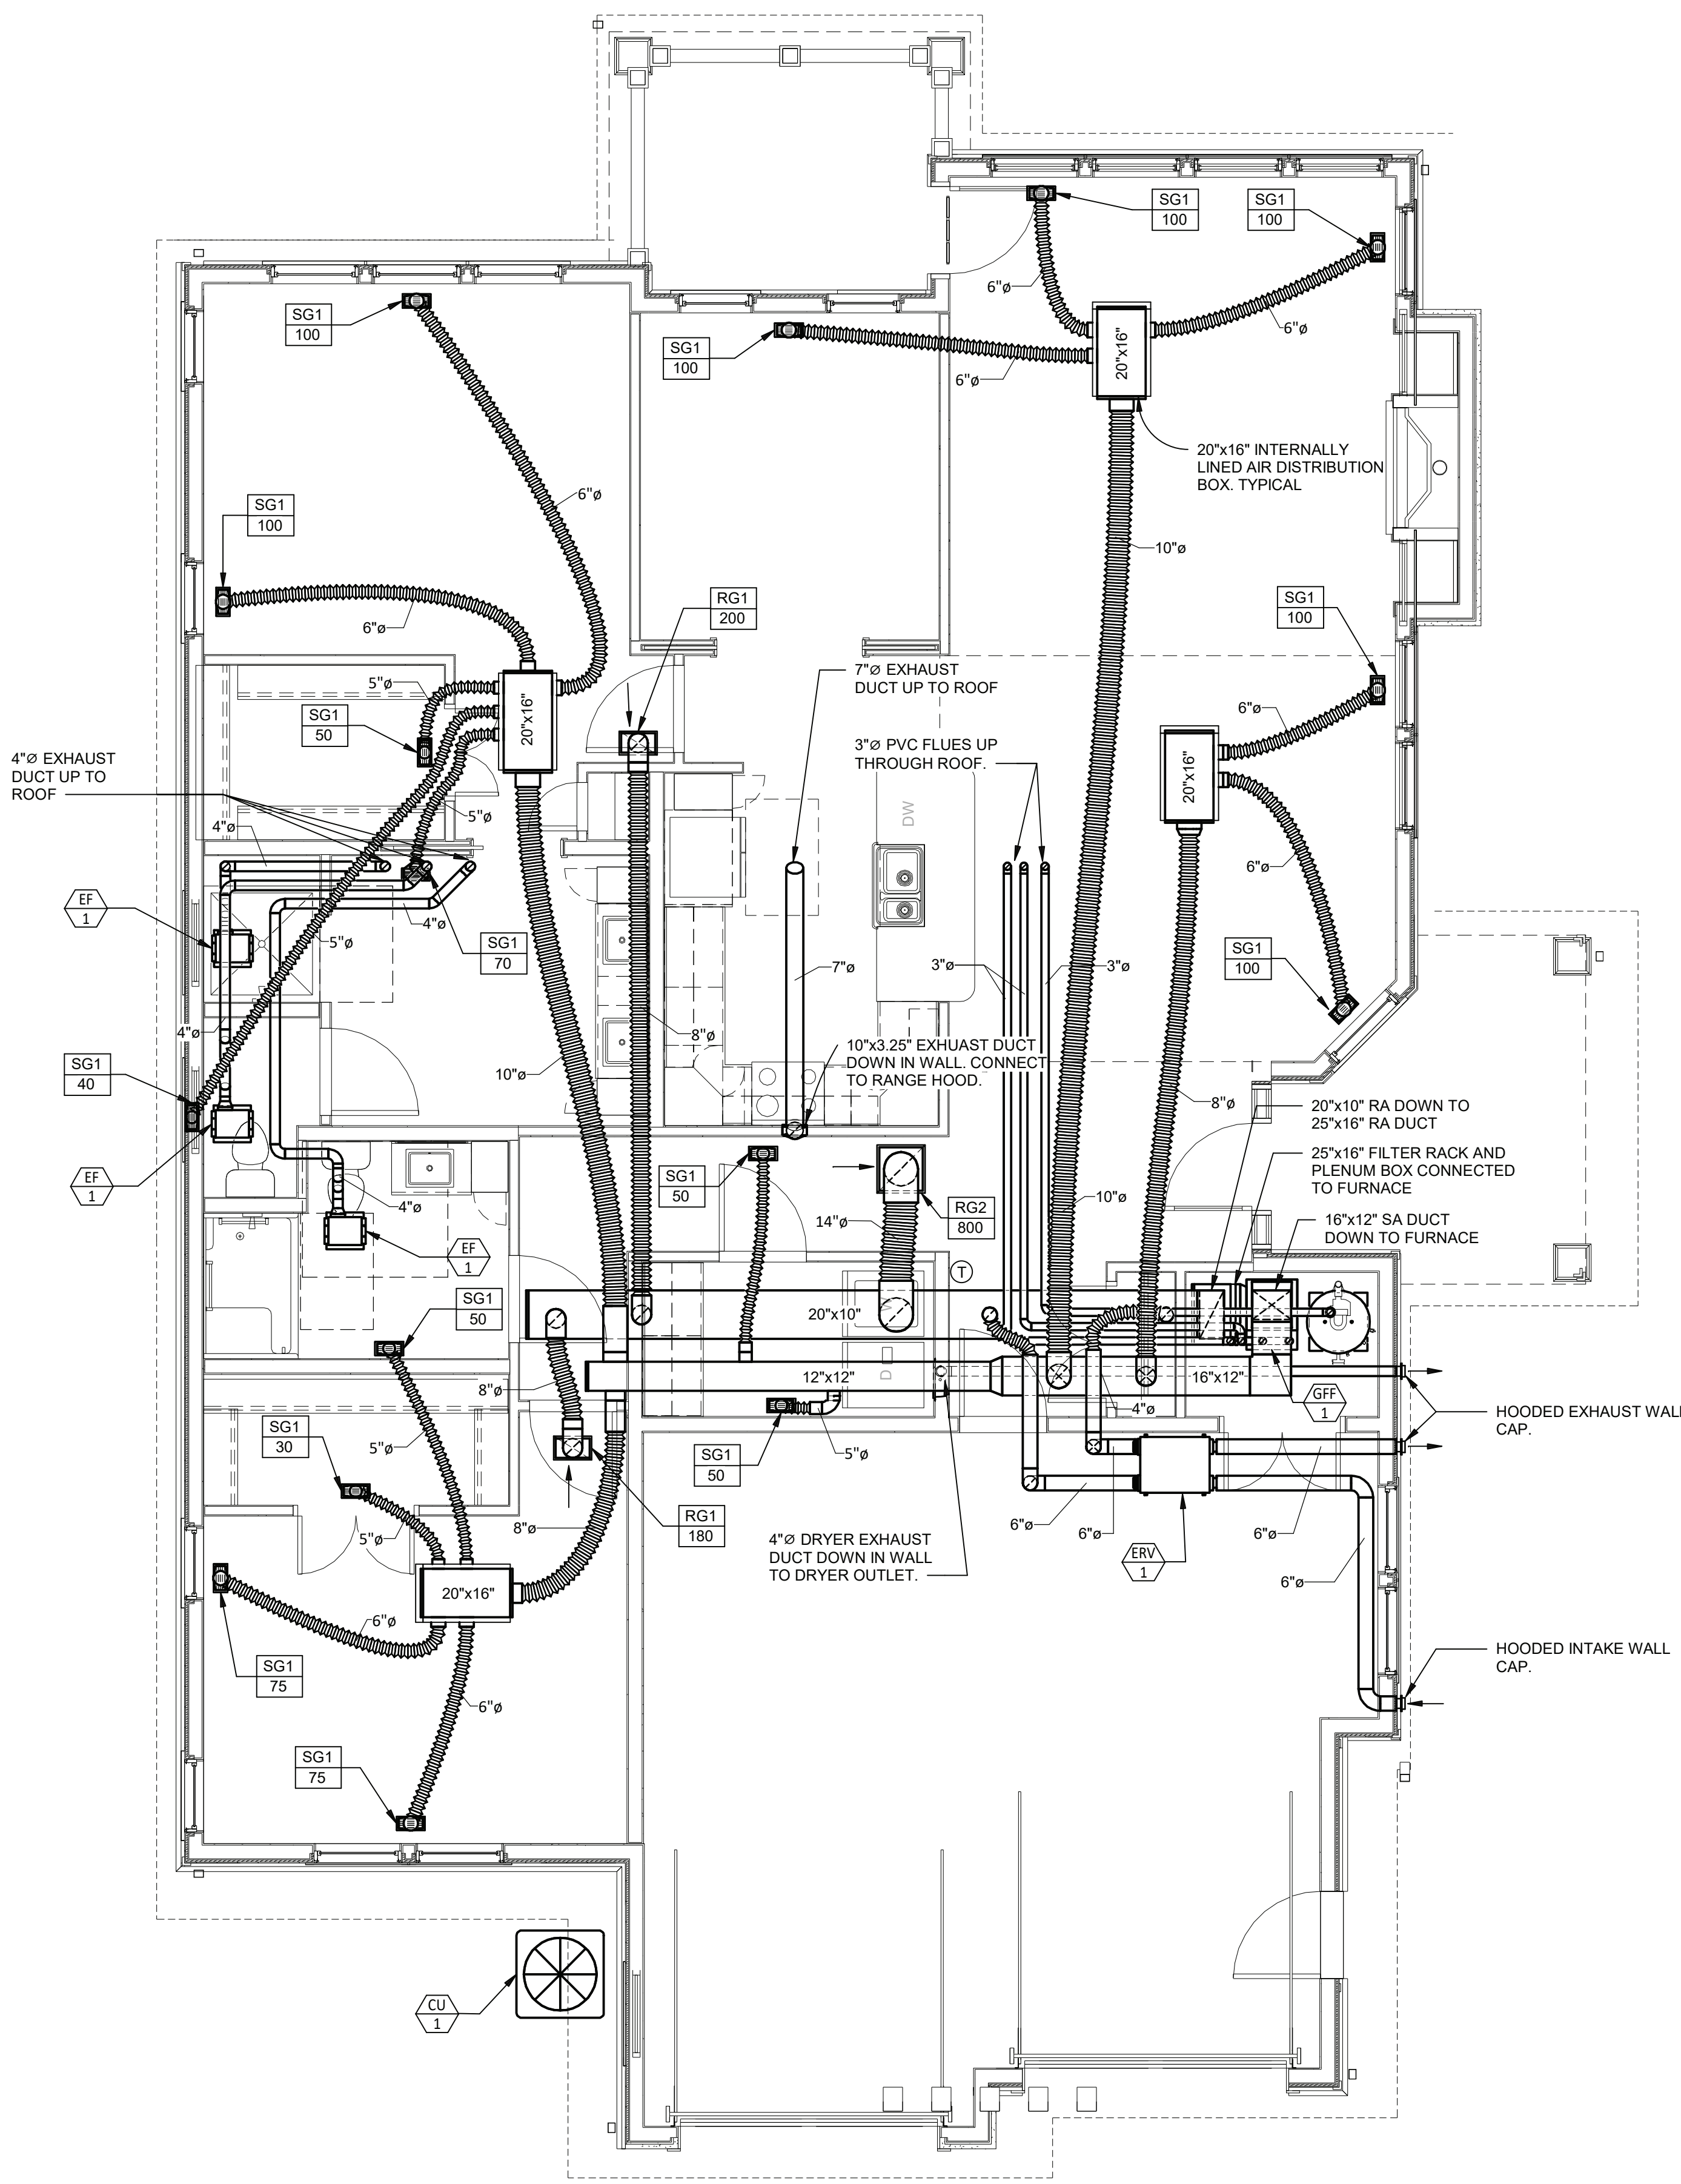 SG1
100
SG1
100
6"ø
6"ø
SG1
100
SG1
100
20"x16"
6"ø
20"x16" INTERNALLY
LINED AIR DISTRIBUTION
BOX. TYPICAL
6"ø
SG1
100
10"ø
6"ø
RG1
200
SG1
100
7"Ø EXHAUST
DUCT UP TO ROOF
5"ø
SG1
50
20"x16"
6"ø
3"Ø PVC FLUES UP
THROUGH ROOF.
4"Ø EXHAUST
DUCT UP TO
ROOF
20"x16"
5"ø
4"ø
DW
6"ø
EF
1
4"ø
5"ø
SG1
70
SG1
100
3"ø
3"ø
7"ø
4"ø
8"ø
10"x3.25" EXHUAST DUCT
DOWN IN WALL. CONNECT
TO RANGE HOOD.
SG1
40
10"ø
8"ø
20"x10" RA DOWN TO
25"x16" RA DUCT
25"x16" FILTER RACK AND
PLENUM BOX CONNECTED
TO FURNACE
EF
1
SG1
50
4"ø
RG2
800
10"ø
14"ø
16"x12" SA DUCT
DOWN TO FURNACE
EF
1
T
SG1
50
20"x10"
W
12"x12"
D
16"x12"
8"ø
4"ø
GFF
1
HOODED EXHAUST WALL
CAP.
SG1
30
5"ø
SG1
50
5"ø
RG1
180
8"ø
5"ø
6"ø
6"ø
6"ø
4"Ø DRYER EXHAUST
DUCT DOWN IN WALL
TO DRYER OUTLET.
ERV
1
6"ø
20"x16"
6"ø
SG1
75
HOODED INTAKE WALL
CAP.
6"ø
SG1
75
CU
1